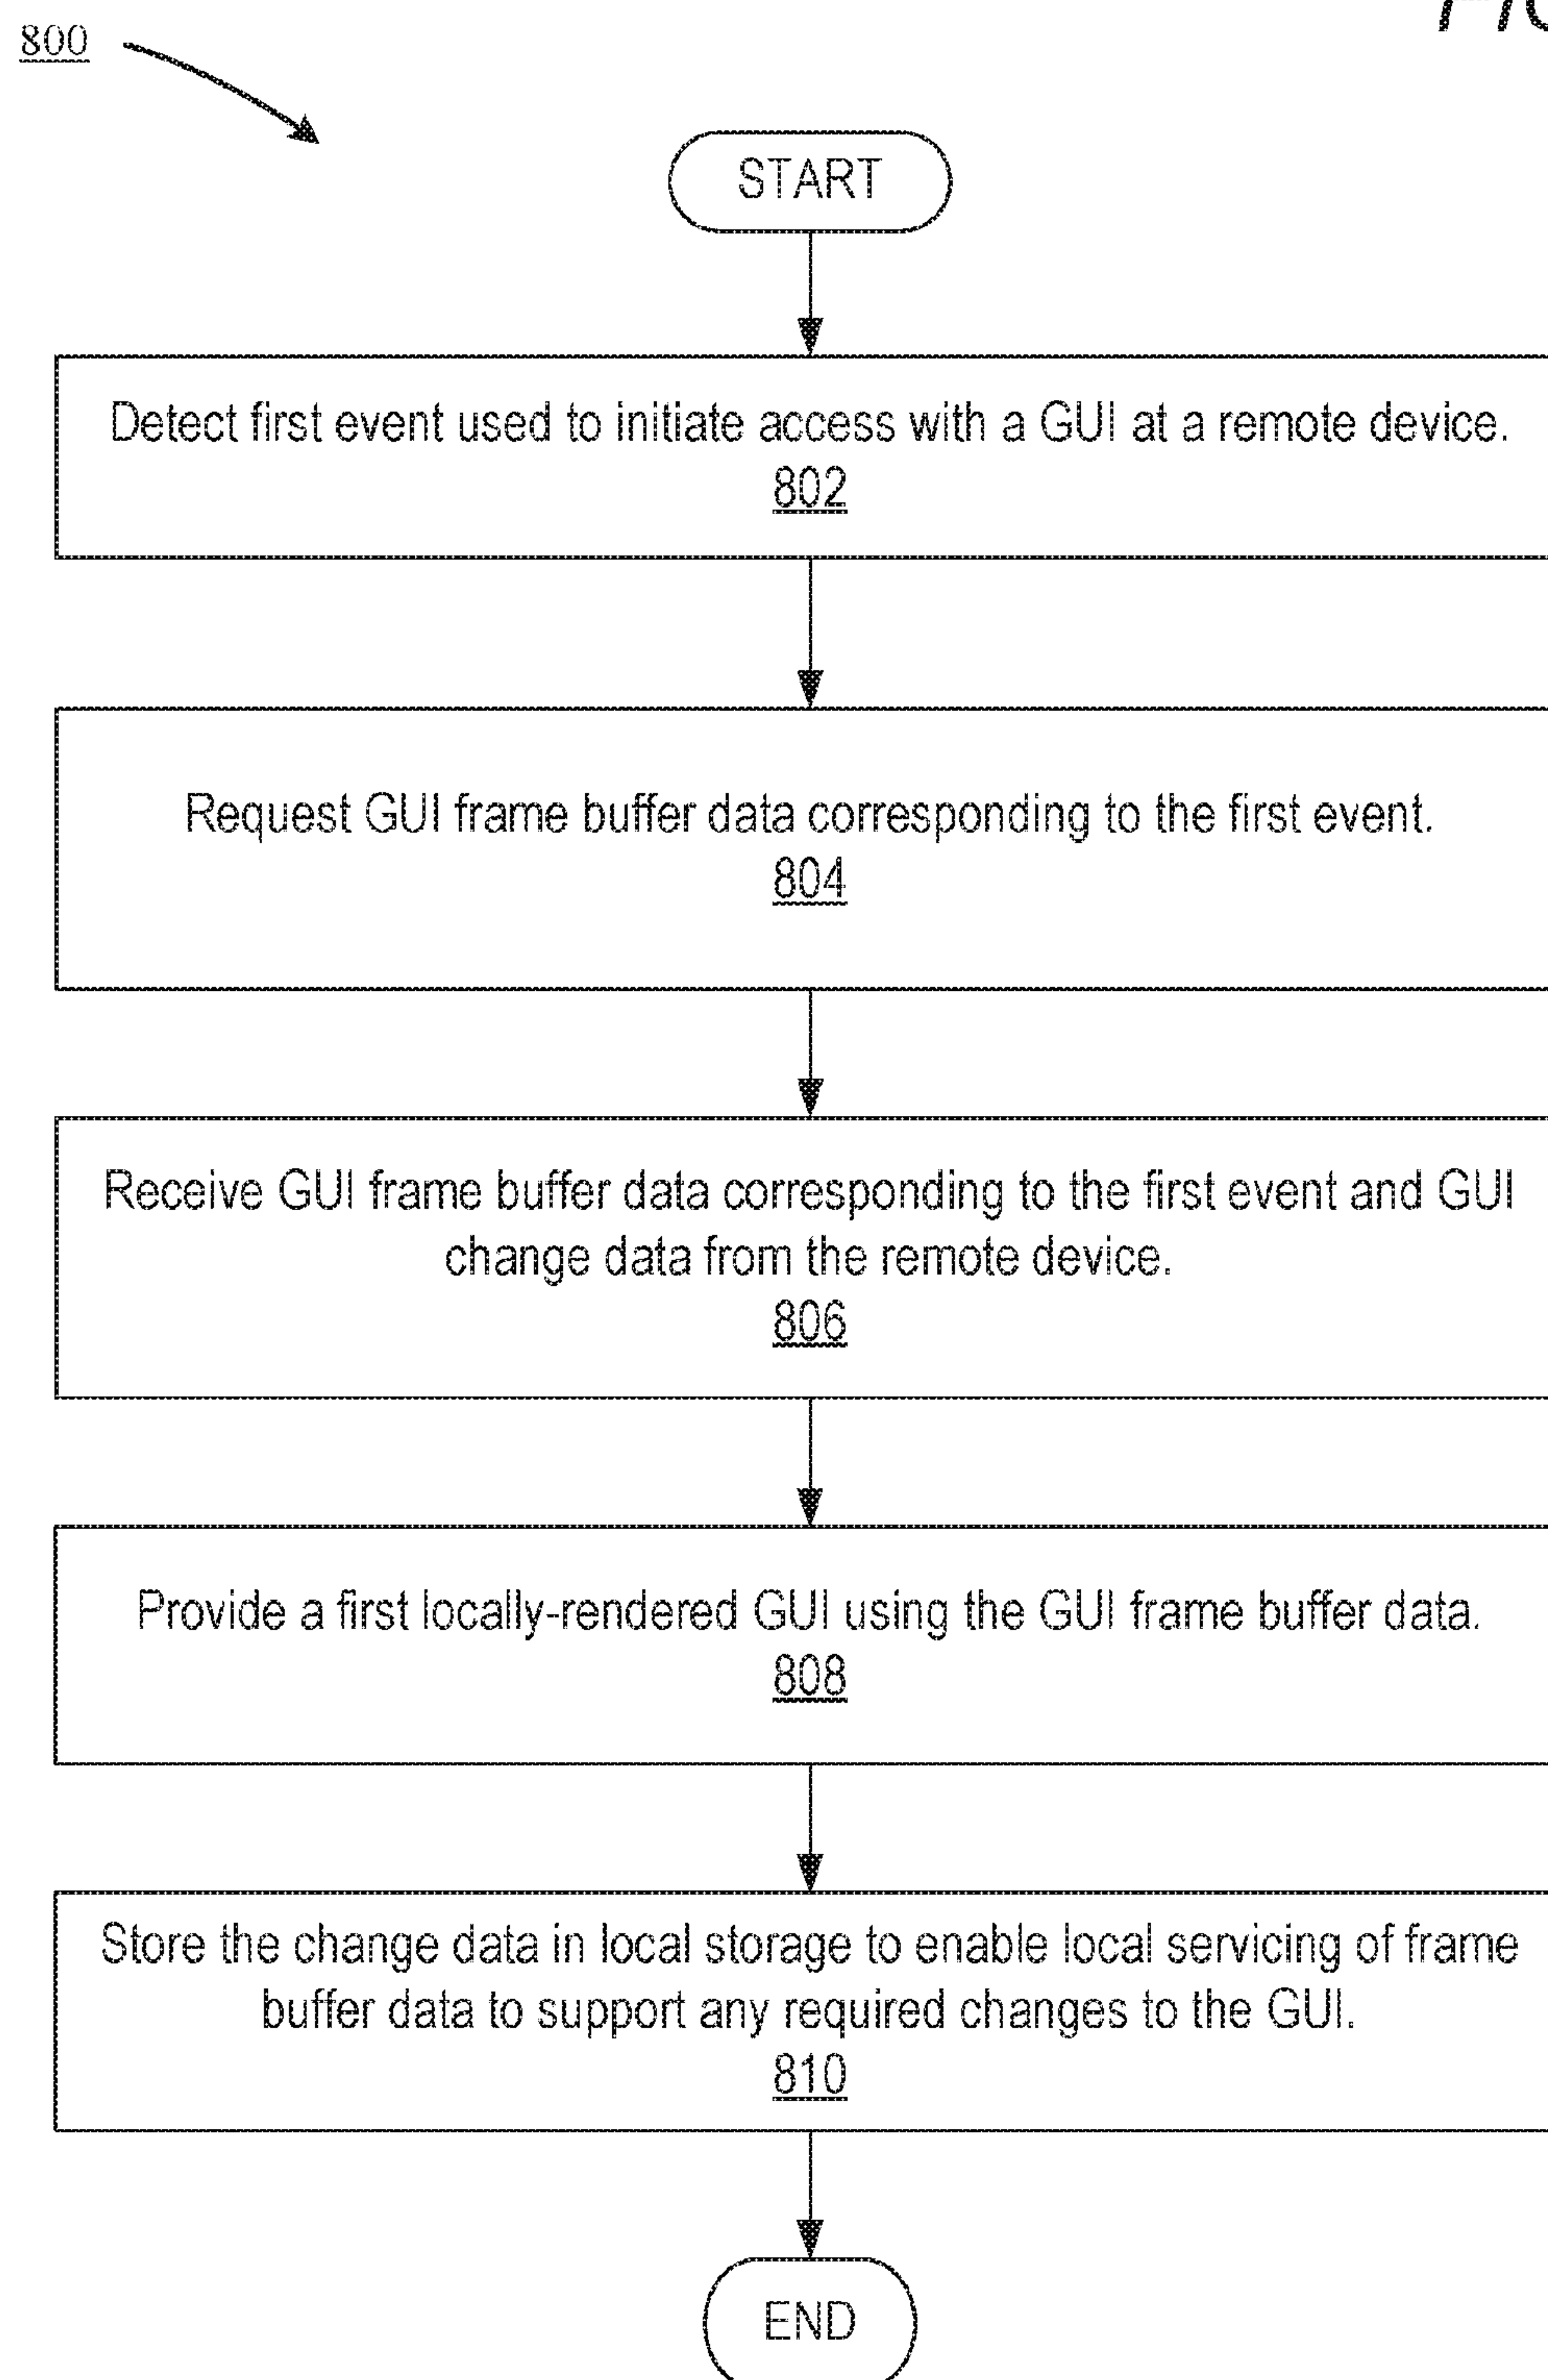 800
START
Detect first event used to initiate access with a GUI at a remote device.
802
Request GUI frame buffer data corresponding to the first event.
804
Receive GUI frame buffer data corresponding to the first event and GUI
change data from the remote device.
806
Provide a first locally-rendered GUI using the GUI frame buffer data.
808
Store the change data in local storage to enable local servicing of frame
buffer data to support any required changes to the GUI.
810
END